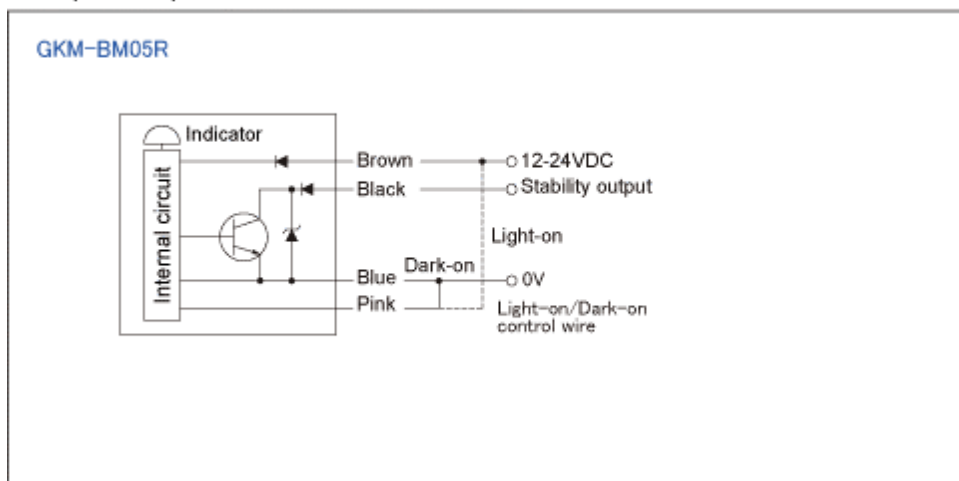 GKM-BM05R
Indicator
Internal circuit
Brown
12-24VDC
Black
Stability output
Light-on
Dark-on
Blue
0V
Pink
Light-on/Dark-on
control wire